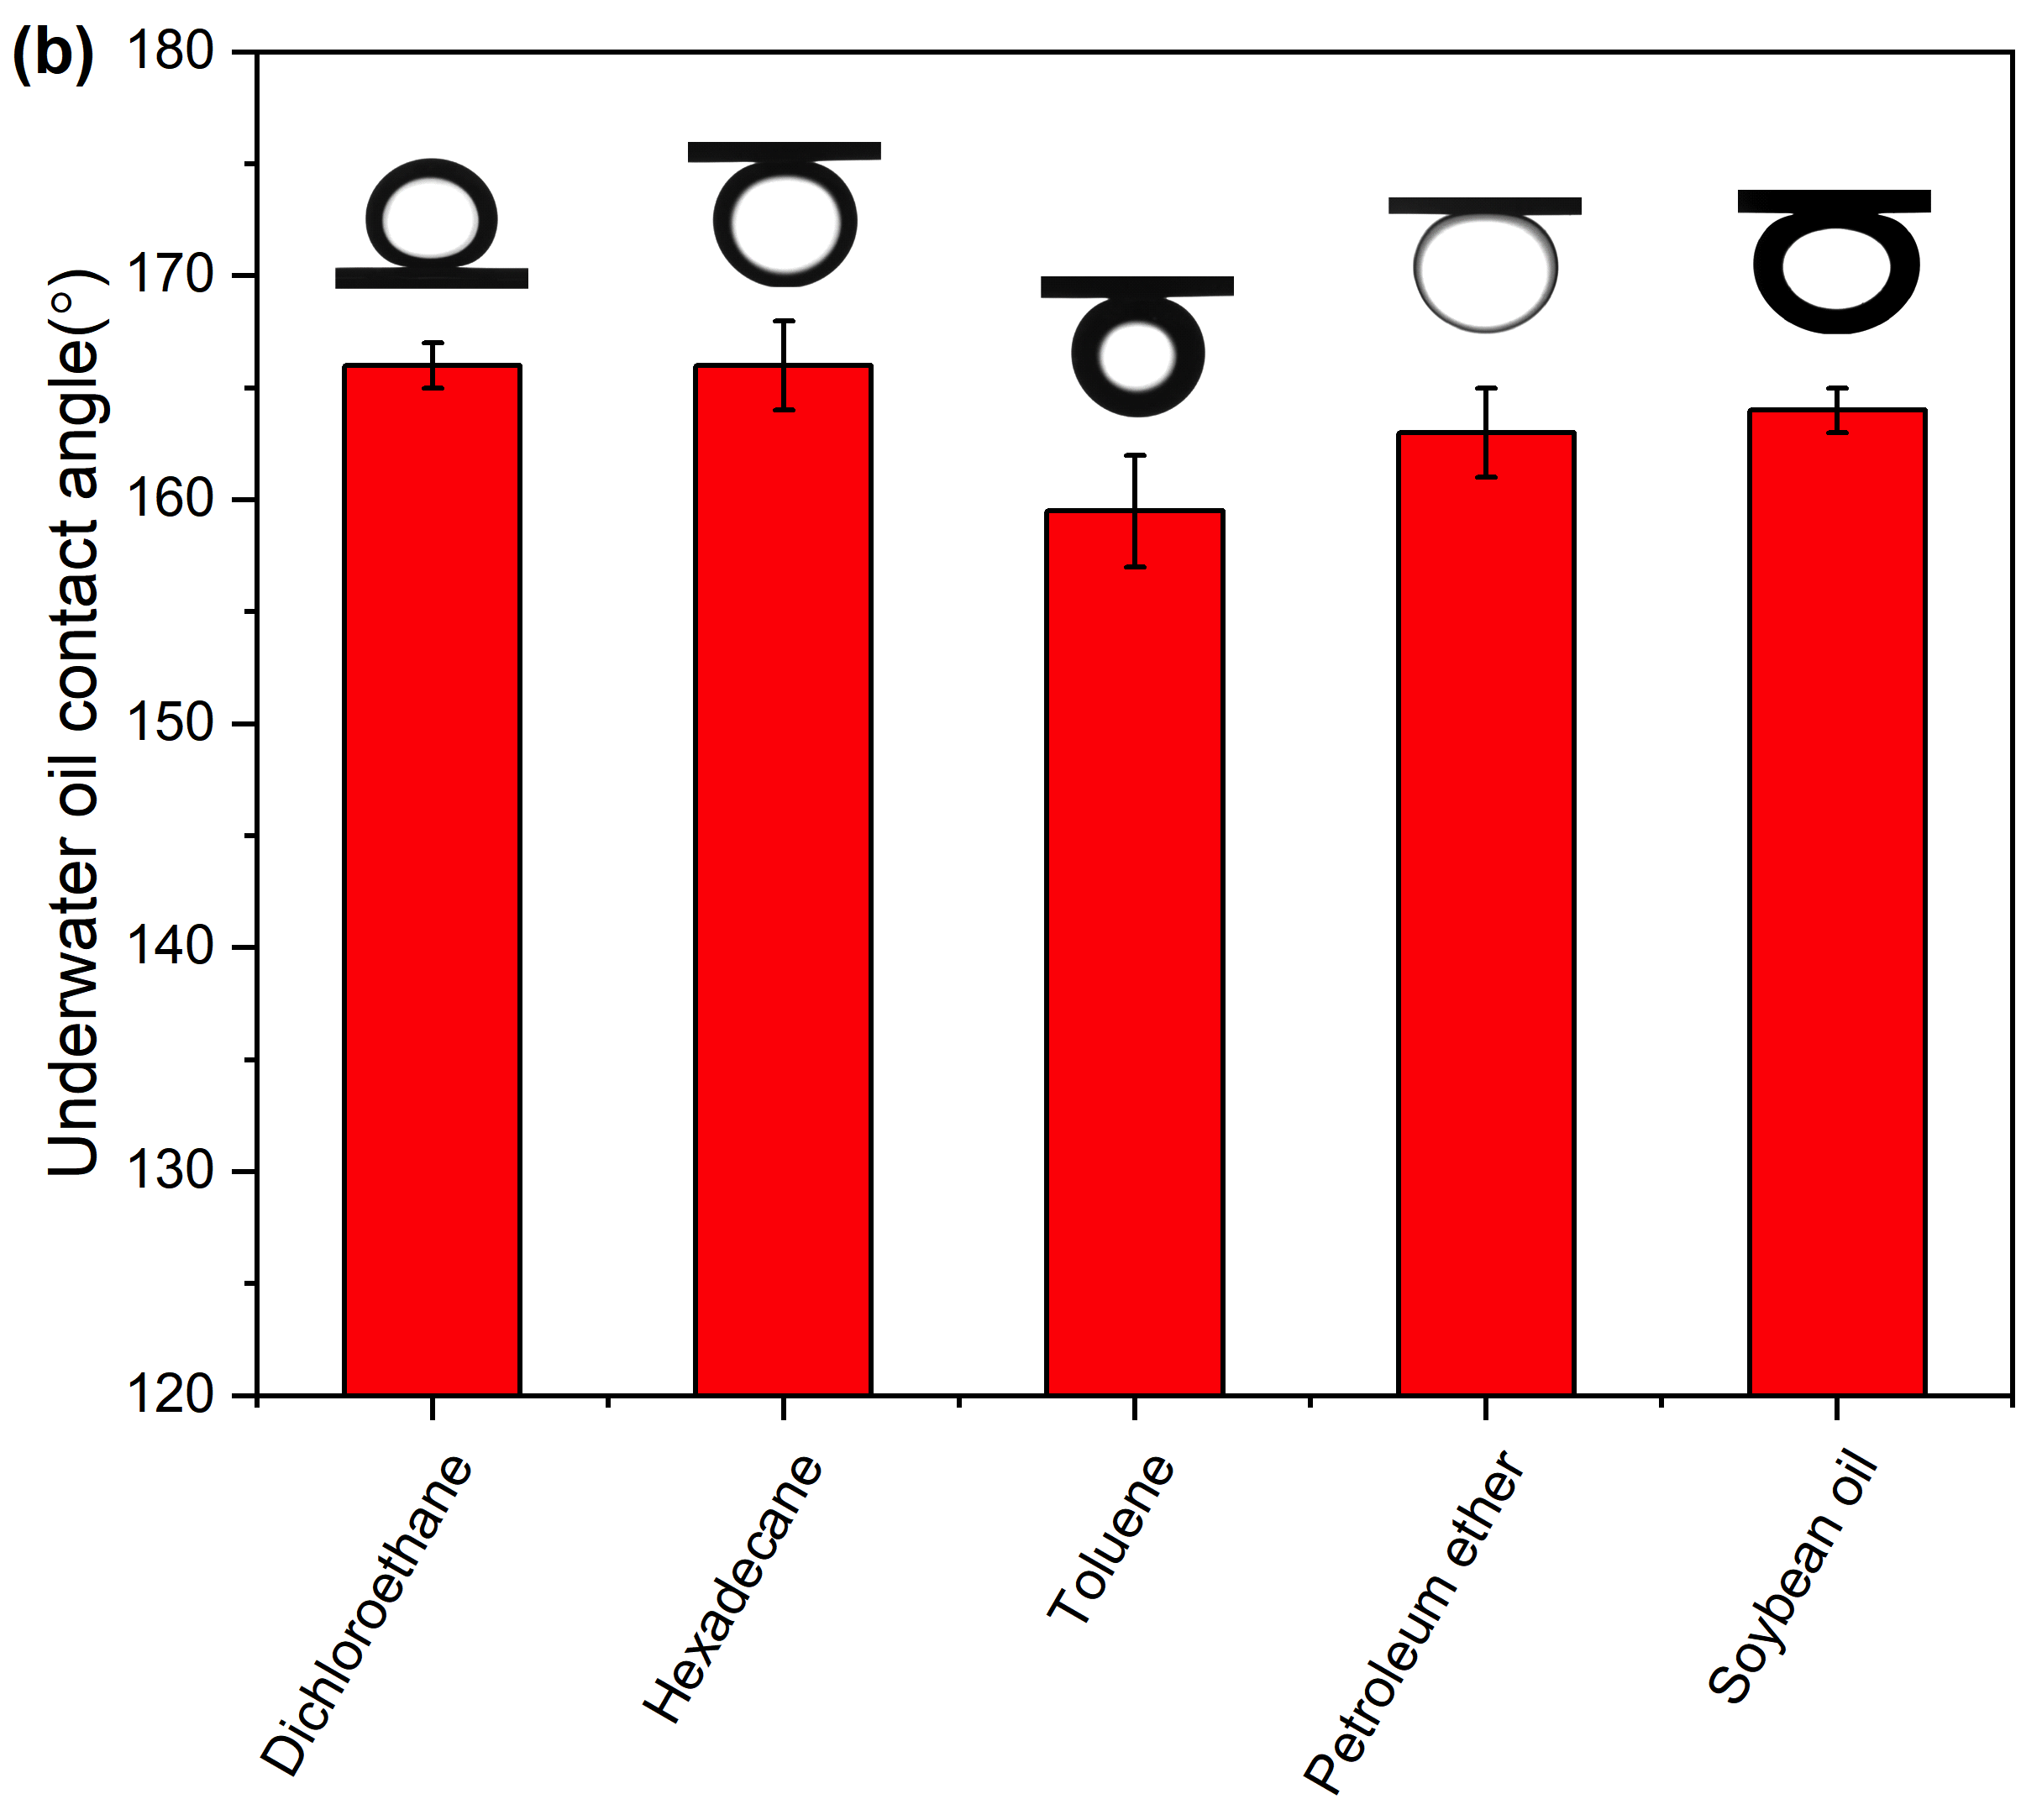 (b)
Underwater oil contact angle(°)
180
170
160
150
140
130
120
Dichloroethane
Hexadecane
Toluene
Petroleum ether
Soybean oil